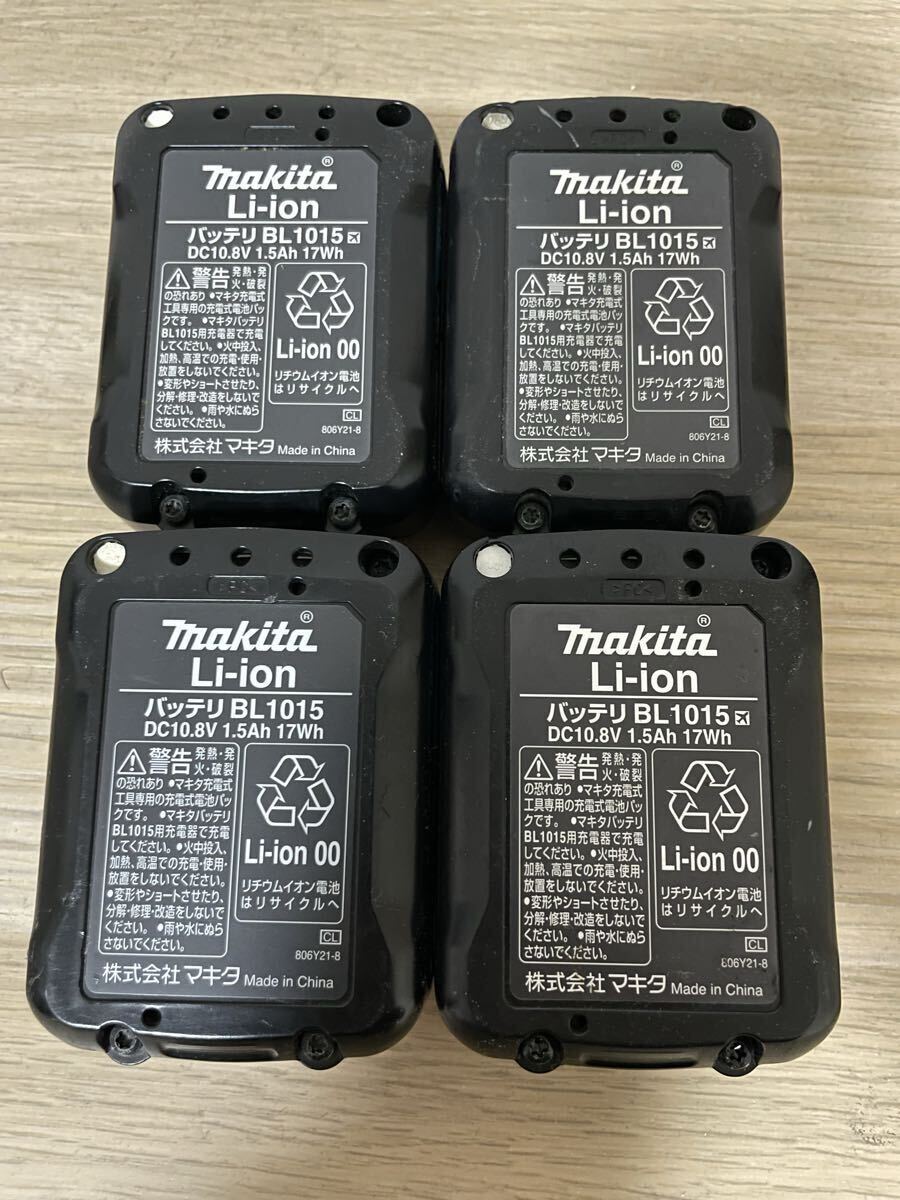 makita®
Li-ion
バッテリ BL1015
DC10.8V 1.5Ah 17Wh
警告 発熱・発
火・破裂
の恐れあり ●マキタ充電式
工具専用の充電式電池パッ
クです。 ●マキタバッテリ
BL1015用充電器で充電
してください。●火中投入、
加熱、高温での充電・使用・
放置をしないでください。
●変形やショートさせたり、
分解・修理・改造をしないで
ください。 ●雨や水にぬら
さないでください。
Li-ion 00
リチウムイオン電池
はリサイクルへ
CL
806Y21-8
株式会社マキタ Made in China
makita®
Li-ion
バッテリ BL1015
DC10.8V 1.5Ah 17Wh
警告 発熱・発
火・破裂
の恐れあり ●マキタ充電式
工具専用の充電式電池パッ
クです。 ●マキタバッテリ
BL1015用充電器で充電
してください。●火中投入、
加熱、高温での充電・使用・
放置をしないでください。
●変形やショートさせたり、
分解・修理・改造をしないで
ください。 ●雨や水にぬら
さないでください。
Li-ion 00
リチウムイオン電池
はリサイクルへ
CL
806Y21-8
株式会社マキタ Made in China
makita®
Li-ion
バッテリ BL1015
DC10.8V 1.5Ah 17Wh
警告 発熱・発
火・破裂
の恐れあり ●マキタ充電式
工具専用の充電式電池パッ
クです。 ●マキタバッテリ
BL1015用充電器で充電
してください。●火中投入、
加熱、高温での充電・使用・
放置をしないでください。
●変形やショートさせたり、
分解・修理・改造をしないで
ください。 ●雨や水にぬら
さないでください。
Li-ion 00
リチウムイオン電池
はリサイクルへ
CL
806Y21-8
株式会社マキタ Made in China
makita®
Li-ion
バッテリ BL1015
DC10.8V 1.5Ah 17Wh
警告 発熱・発
火・破裂
の恐れあり ●マキタ充電式
工具専用の充電式電池パッ
クです。 ●マキタバッテリ
BL1015用充電器で充電
してください。●火中投入、
加熱、高温での充電・使用・
放置をしないでください。
●変形やショートさせたり、
分解・修理・改造をしないで
ください。 ●雨や水にぬら
さないでください。
Li-ion 00
リチウムイオン電池
はリサイクルへ
CL
806Y21-8
株式会社マキタ Made in China